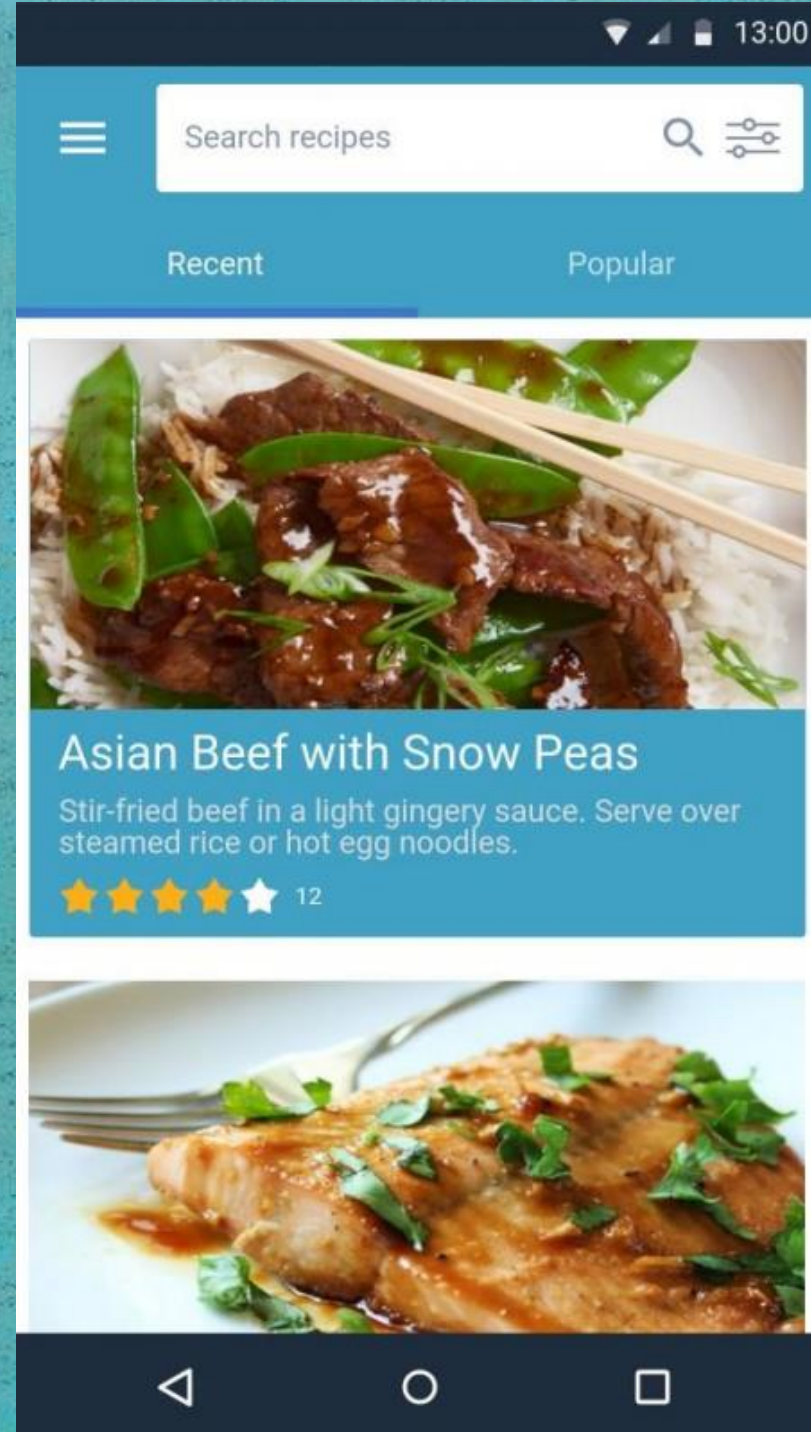 13:00
Search recipes
Recent
Popular
Asian Beef with Snow Peas
Stir-fried beef in a light gingery sauce. Serve over
steamed rice or hot egg noodles.
12